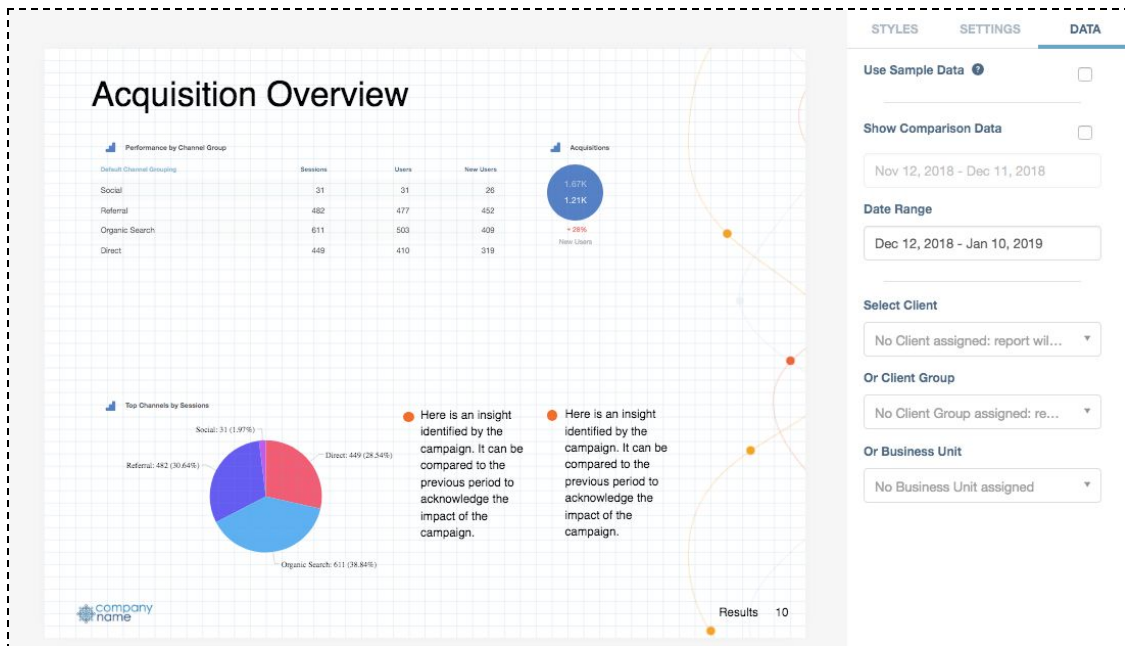 STYLES SETTINGS DATA
Use Sample Data ?
Show Comparison Data
Nov 12, 2018 - Dec 11, 2018
Date Range
Dec 12, 2018 - Jan 10, 2019
Select Client
No Client assigned: report wil...
Or Client Group
No Client Group assigned: re...
Or Business Unit
No Business Unit assigned
Acquisition Overview
Performance by Channel Group
Default Channel Grouping Sessions Users New Users
Social 31 31 26
Referral 482 477 452
Organic Search 611 503 409
Direct 449 410 319
Acquisitions
1.67K
1.21K
28%
New Users
Top Channels by Sessions
Social: 31 (1.97%)
Direct: 449 (28.54%)
Referral: 482 (30.64%)
Organic Search: 611 (38.84%)
Here is an insight
identified by the
campaign. It can be
compared to the
previous period to
acknowledge the
impact of the
campaign.
Here is an insight
identified by the
campaign. It can be
compared to the
previous period to
acknowledge the
impact of the
campaign.
company
name
Results 10